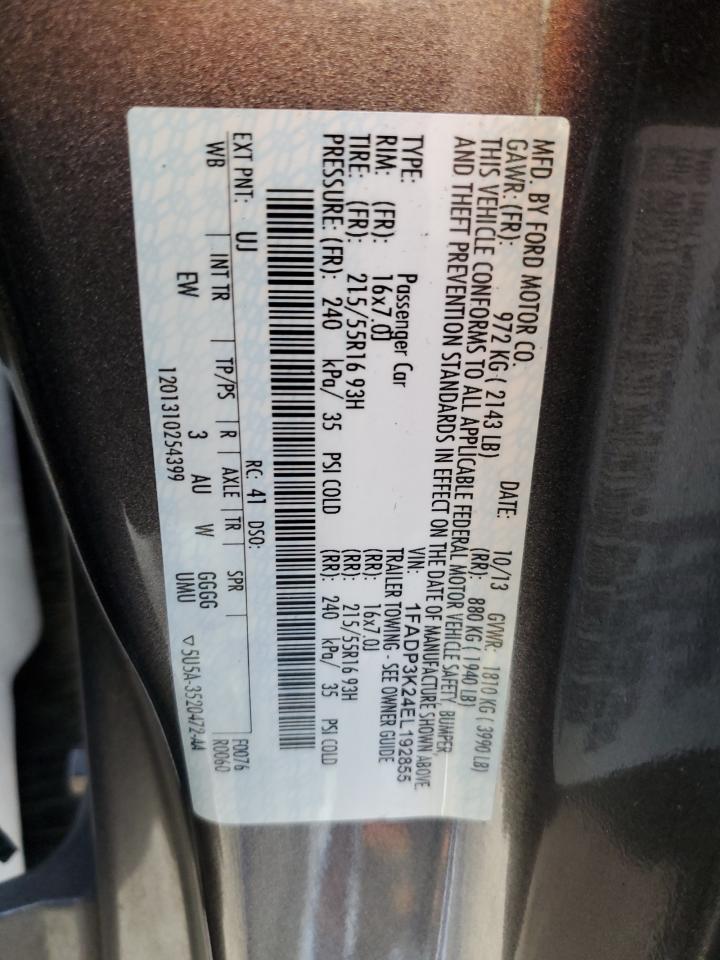 MFD. BY FORD MOTOR CO.
DATE: 10/13 GVWR: 1810 KG ( 3990 LB)
GAWR: (FR): 972 KG ( 2143 LB) (RR): 880 KG ( 1940 LB)
THIS VEHICLE CONFORMS TO ALL APPLICABLE FEDERAL MOTOR VEHICLE SAFETY, BUMPER,
AND THEFT PREVENTION STANDARDS IN EFFECT ON THE DATE OF MANUFACTURE SHOWN ABOVE.
VIN: 1FADP3K24EL192855
TYPE: Passenger Car TRAILER TOWING - SEE OWNER GUIDE
RIM: (FR): 16x7.0J (RR): 16x7.0J
TIRE: (FR): 215/55R16 93H (RR): 215/55R16 93H
PRESSURE: (FR): 240 kPa/ 35 PSI COLD (RR): 240 kPa/ 35 PSI COLD
EXT PNT: UJ RC: 41 DSO: F0076
WB INT TR TP/PS R AXLE TR SPR R0060
EW 3 AU W GGGG
UMU
1201310254399 ▽ 5U5A-3520472-AA